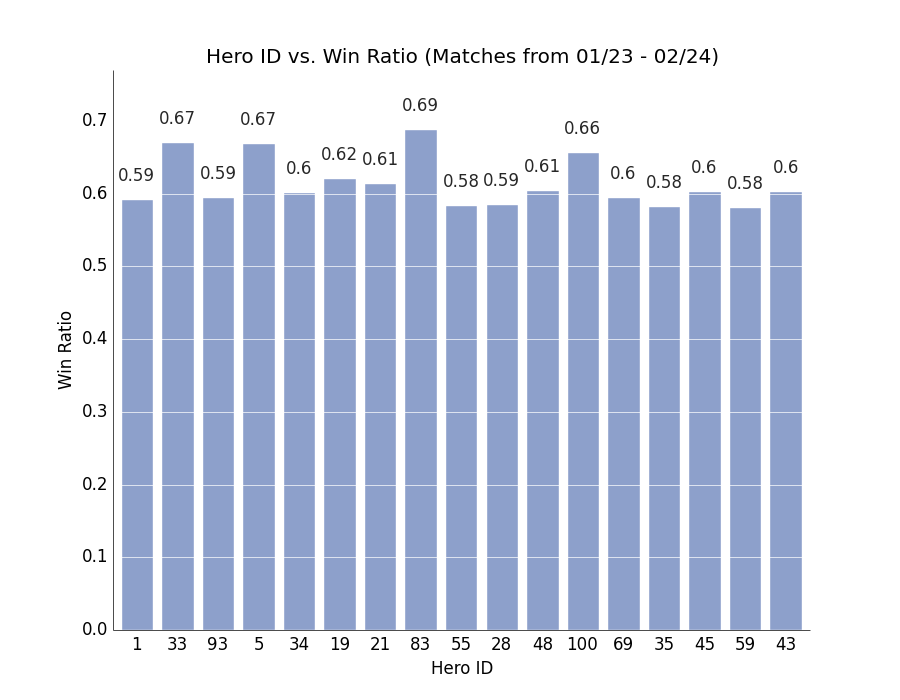 Hero ID vs. Win Ratio (Matches from 01/23 - 02/24)
Win Ratio
0.7
0.6
0.5
0.4
0.3
0.2
0.1
0.0
0.59 0.67 0.59 0.67 0.6 0.62 0.61 0.69 0.58 0.59 0.61 0.66 0.6 0.58 0.6 0.58 0.6
1 33 93 5 34 19 21 83 55 28 48 100 69 35 45 59 43
Hero ID